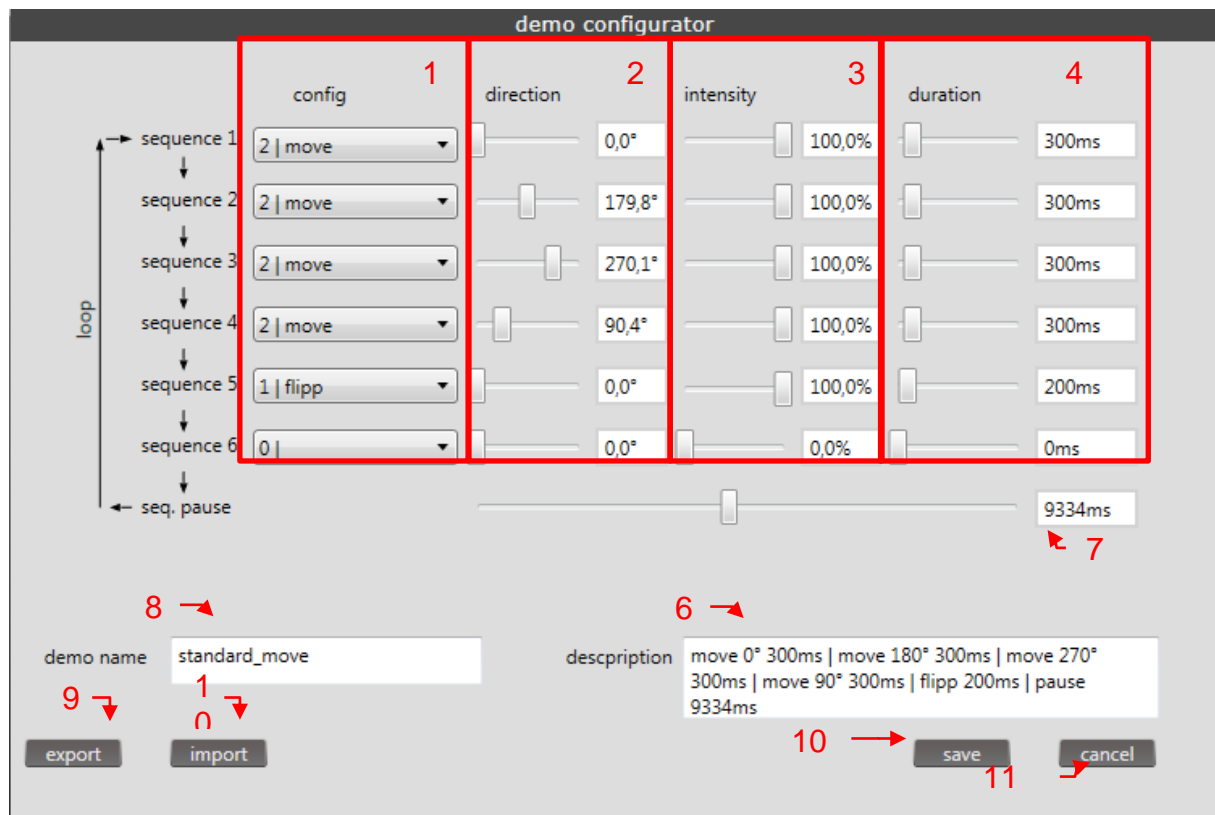 demo configurator
1 2 3 4
config direction intensity duration
sequence 1 2 | move 0,0° 100,0% 300ms
sequence 2 2 | move 179,8° 100,0% 300ms
sequence 3 2 | move 270,1° 100,0% 300ms
loop
sequence 4 2 | move 90,4° 100,0% 300ms
sequence 5 1 | flipp 0,0° 100,0% 200ms
sequence 6 0 | 0,0° 0,0% 0ms
seq. pause 9334ms
7
8 6
demo name standard_move
descpription move 0° 300ms | move 180° 300ms | move 270°
300ms | move 90° 300ms | flipp 200ms | pause
9334ms
9 1
0
10
export import save cancel
11